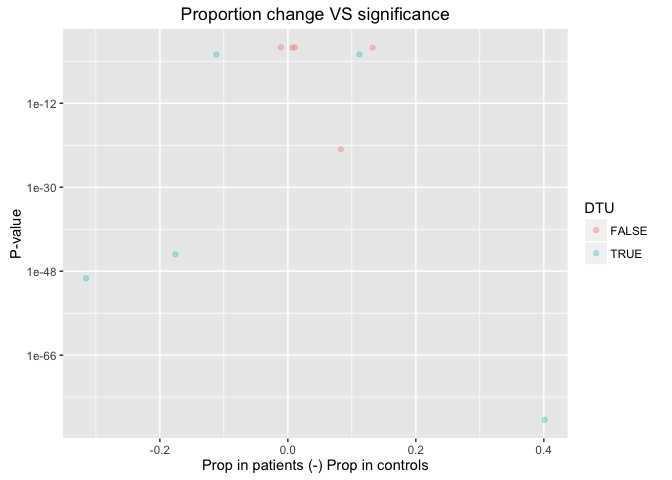 Proportion change VS significance
1e-12
1e-30
1e-48
1e-66
P-value
-0.2
0.0
0.2
0.4
Prop in patients (-) Prop in controls
DTU
FALSE
TRUE